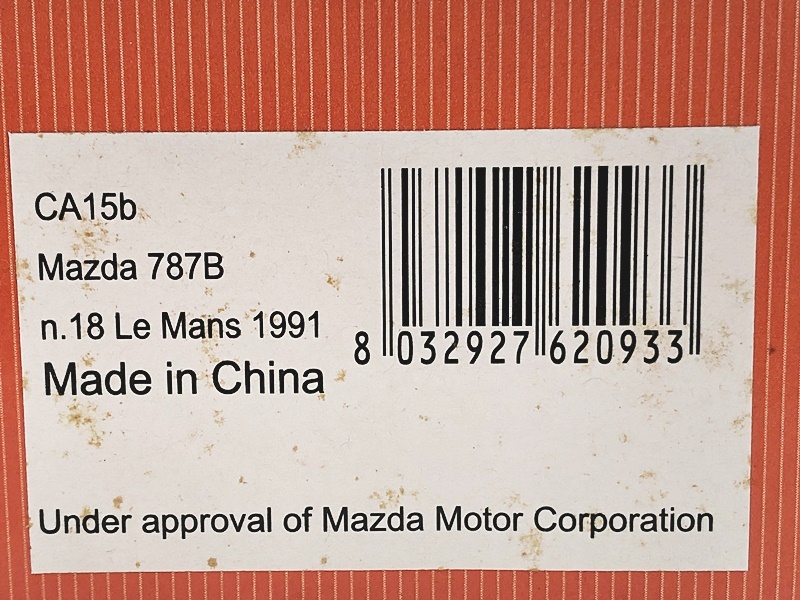 CA15b
Mazda 787B
n.18 Le Mans 1991
Made in China
8 032927 620933
Under approval of Mazda Motor Corporation